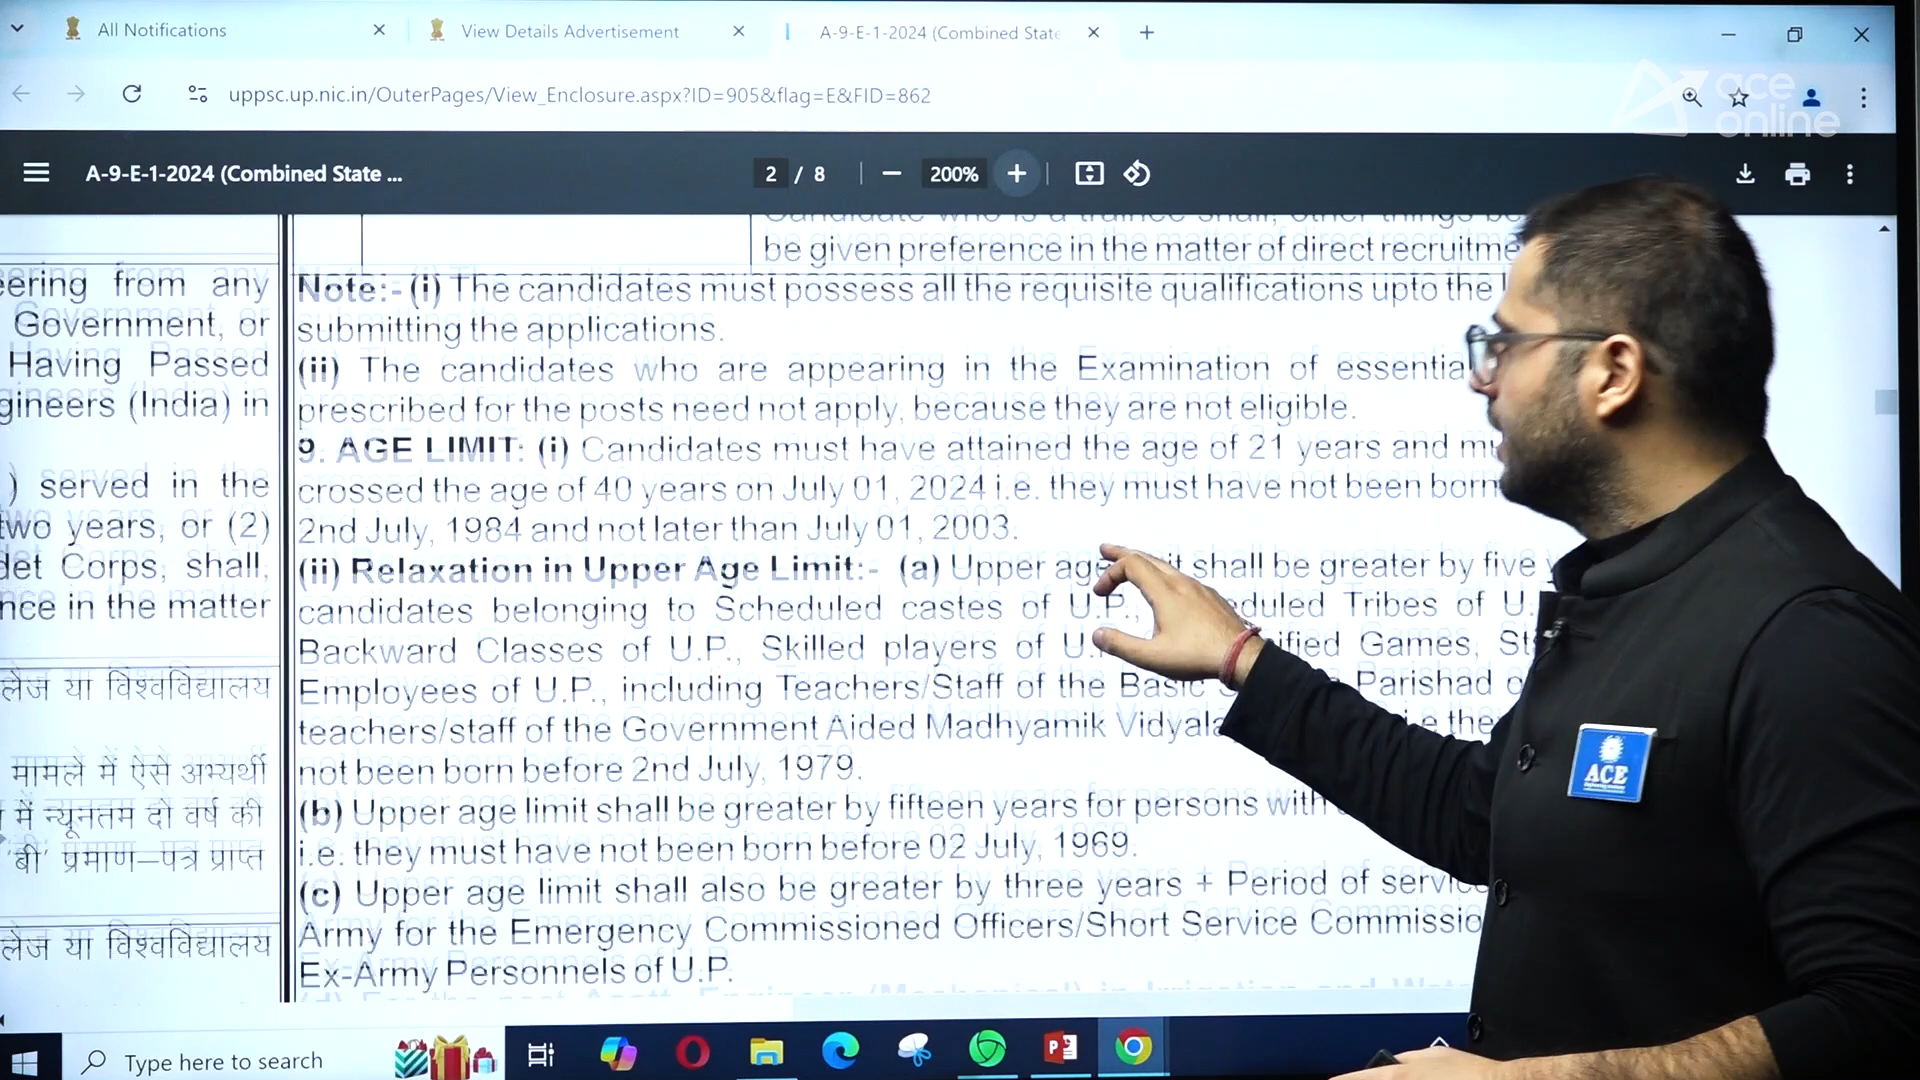 All Notifications
View Details Advertisement
A-9-E-1-2024 (Combined State
uppsc.up.nic.in/OuterPages/View_Enclosure.aspx?ID=905&flag=E&FID=862
ace
online
A-9-E-1-2024 (Combined State ...
2 / 8
200%
be given preference in the matter of direct recruitme
eering from any
Government, or
Having Passed
gineers (India) in
) served in the
two years, or (2)
det Corps, shall,
nce in the matter
लेज या विश्वविद्यालय
मामले में ऐसे अभ्यर्थी
में न्यूनतम दो वर्ष की
'बी' प्रमाण–पत्र प्राप्त
लेज या विश्वविद्यालय
Note:- (i) The candidates must possess all the requisite qualifications upto the
submitting the applications.
(ii) The candidates who are appearing in the Examination of essential
prescribed for the posts need not apply, because they are not eligible.
9. AGE LIMIT: (i) Candidates must have attained the age of 21 years and mu
crossed the age of 40 years on July 01, 2024 i.e. they must have not been born
2nd July, 1984 and not later than July 01, 2003.
(ii) Relaxation in Upper Age Limit:- (a) Upper age it shall be greater by five y
candidates belonging to Scheduled castes of U.P., eduled Tribes of U.
Backward Classes of U.P., Skilled players of U. ified Games, St
Employees of U.P., including Teachers/Staff of the Basic Parishad
teachers/staff of the Government Aided Madhyamik Vidyala i.e the
not been born before 2nd July, 1979.
(b) Upper age limit shall be greater by fifteen years for persons with
i.e. they must have not been born before 02 July, 1969.
(c) Upper age limit shall also be greater by three years + Period of servic
Army for the Emergency Commissioned Officers/Short Service Commissio
Ex-Army Personnels of U.P.
ACE
Type here to search